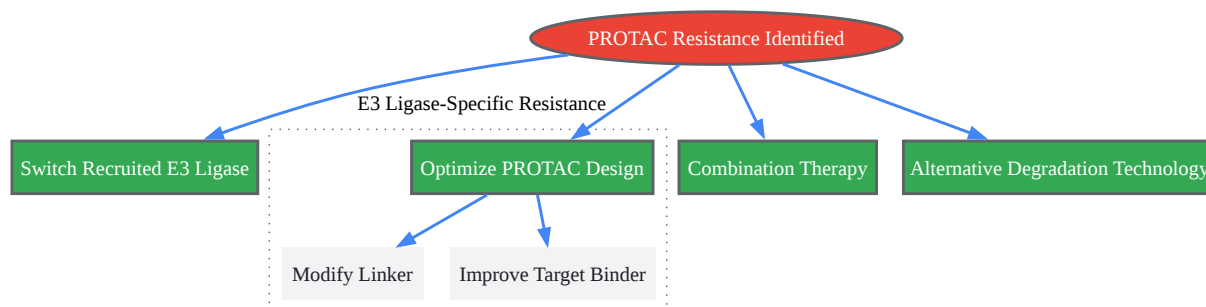 PROTAC Resistance Identified
E3 Ligase-Specific Resistance
Switch Recruited E3 Ligase
Optimize PROTAC Design
Combination Therapy
Alternative Degradation Technology
Modify Linker
Improve Target Binder